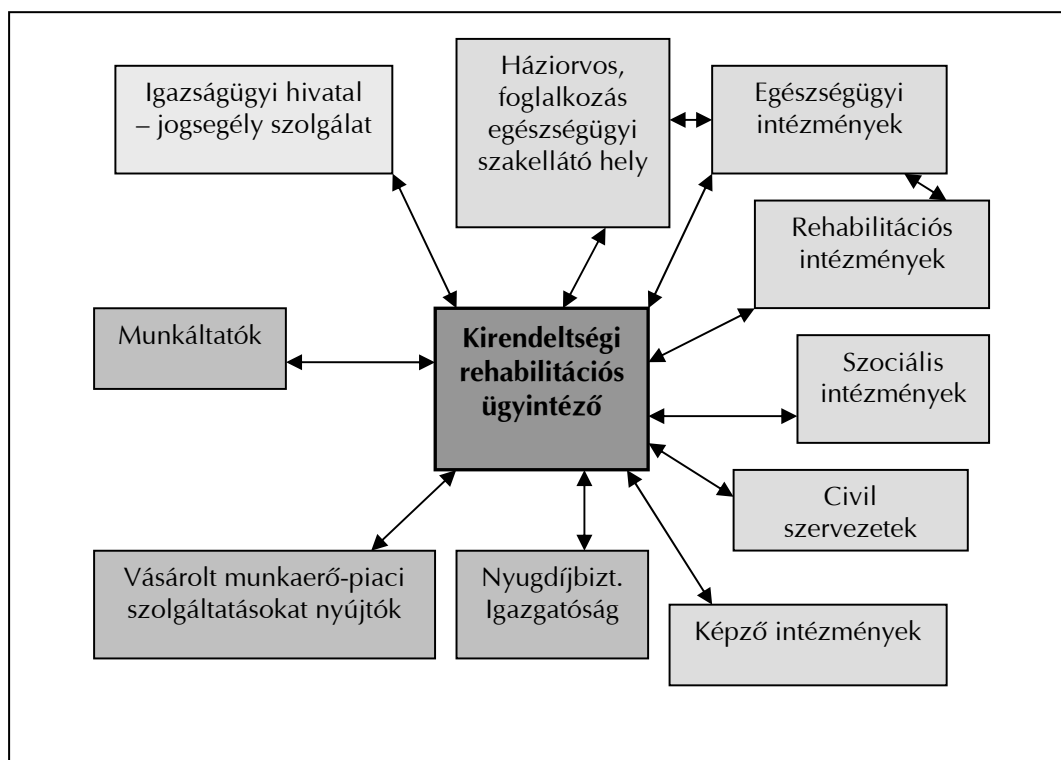 Igazságügyi hivatal
– jogsegély szolgálat
Háziorvos,
foglalkozás
egészségügyi
szakellátó hely
Egészségügyi
intézmények
Rehabilitációs
intézmények
Munkáltatók
Kirendeltségi
rehabilitációs
ügyintéző
Szociális
intézmények
Civil
szervezetek
Vásárolt munkaerő-piaci
szolgáltatásokat nyújtók
Nyugdíjbizt.
Igazgatóság
Képző intézmények